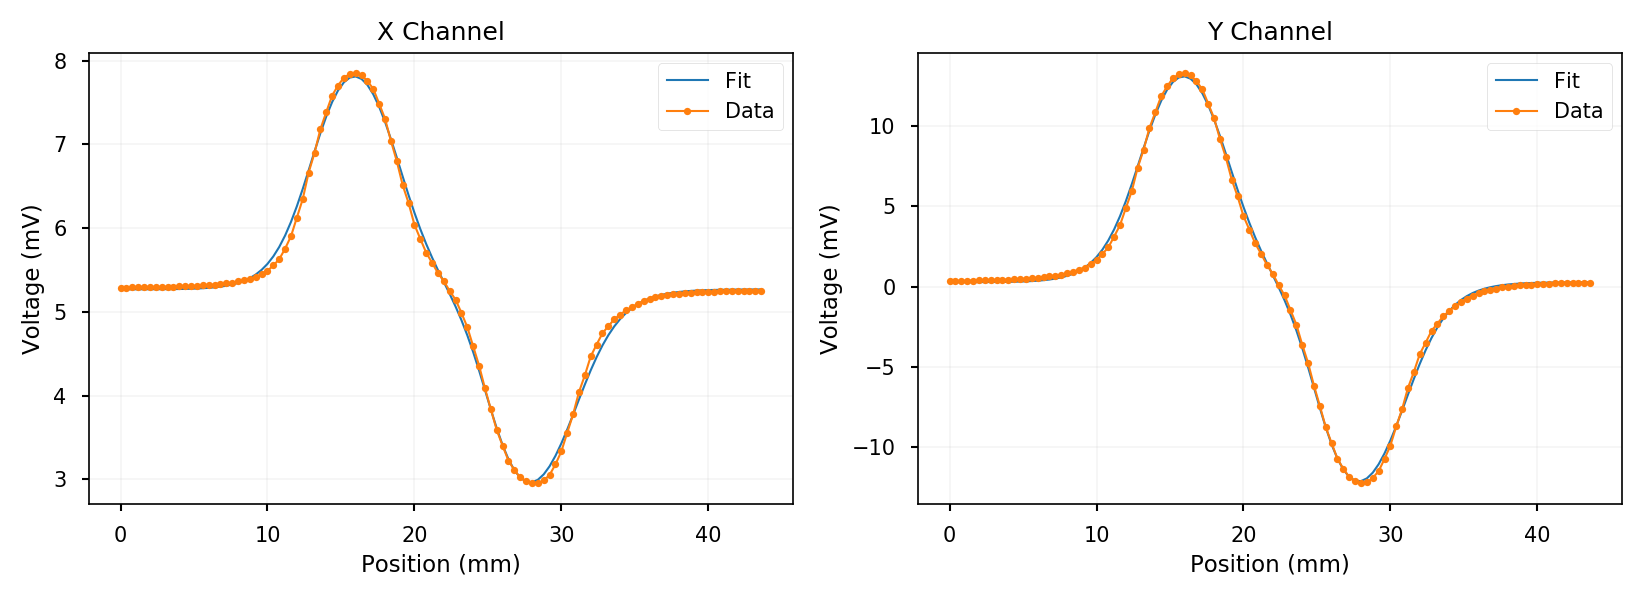 X Channel
8
7
6
5
4
3
Voltage (mV)
0 10 20 30 40
Position (mm)
Fit
Data
Y Channel
10
5
0
−5
−10
Voltage (mV)
0 10 20 30 40
Position (mm)
Fit
Data